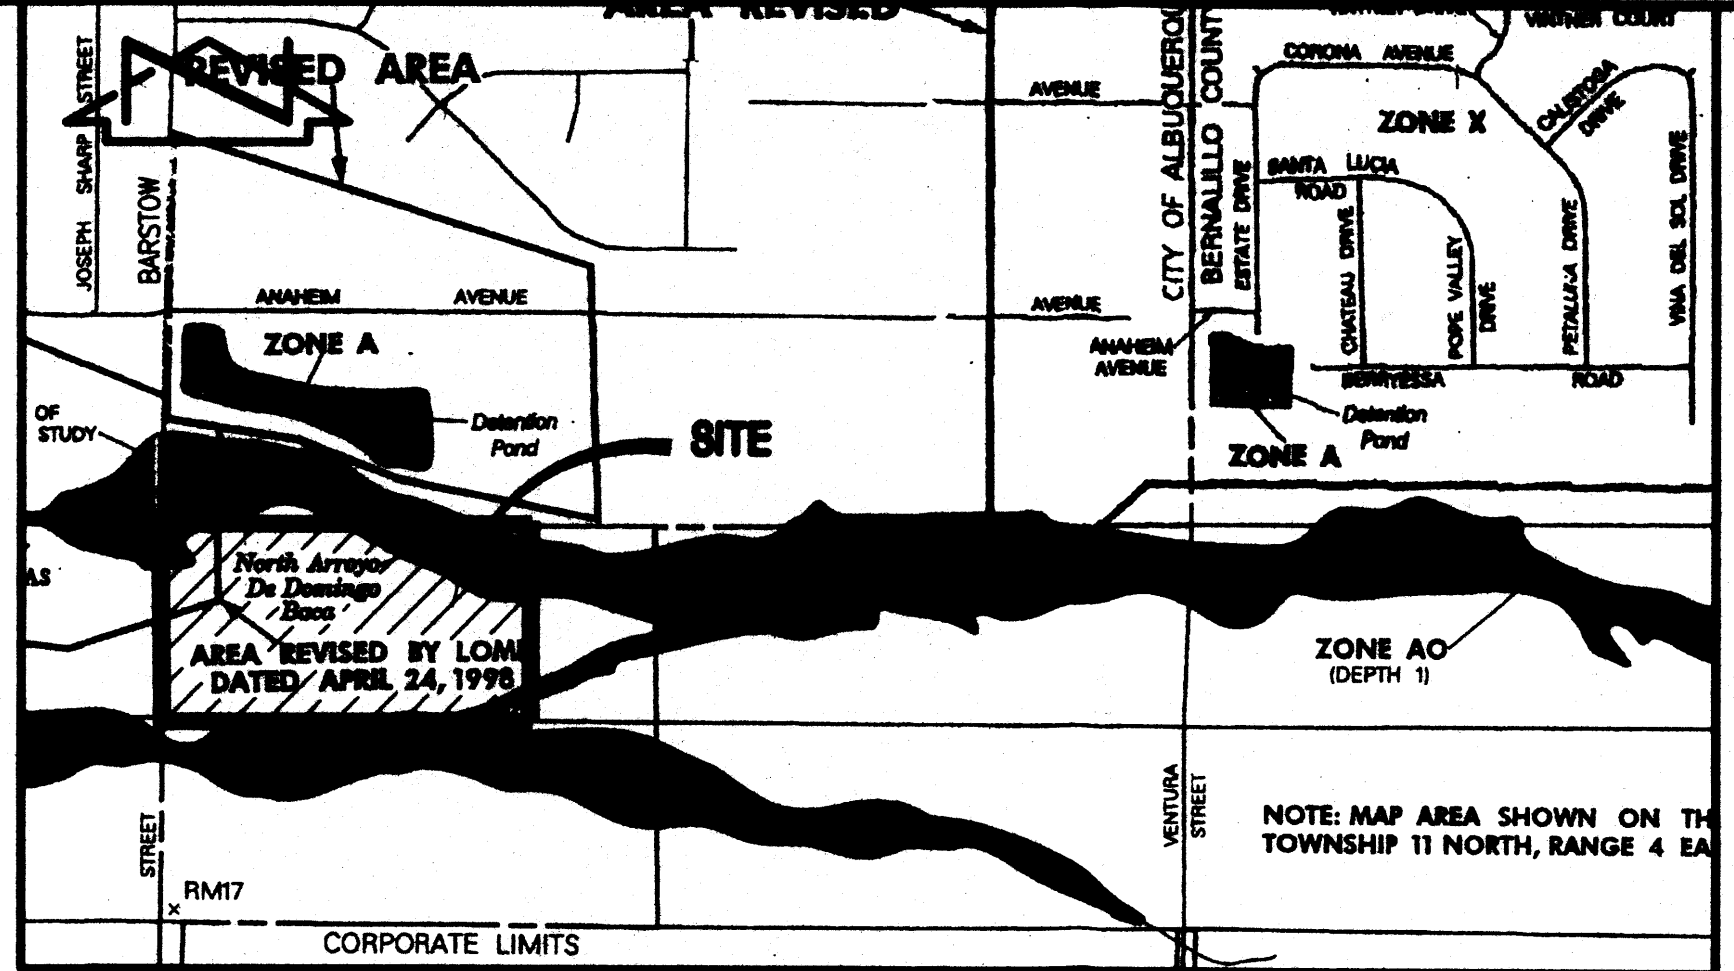 AREA REVISED
REVISED AREA
JOSEPH SHARP STREET
BARSTOW
ANAHEIM AVENUE
ZONE A
Detention
Pond
OF
STUDY
SITE
AVENUE
AVENUE
CITY OF ALBUQUERQ
BERNALILLO COUNT
COURT
CORONA AVENUE
ZONE X
CALISTOGA
DRIVE
SANTA LUCIA
ROAD
ESTATE DRIVE
CHATEAU DRIVE
POPE VALLEY
DRIVE
PETALUKA DRIVE
VINA DEL SOL DRIVE
ANAHEIM
AVENUE
BERRYESSA ROAD
Detention
Pond
ZONE A
AS
North Arroyo
De Domingo
Baca
AREA REVISED BY LOM
DATED APRIL 24, 1998
ZONE AO
(DEPTH 1)
VENTURA
STREET
NOTE: MAP AREA SHOWN ON TH
TOWNSHIP 11 NORTH, RANGE 4 EA
STREET
RM17
x
CORPORATE LIMITS